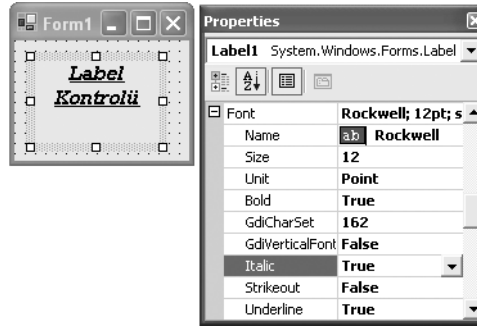 Form1
Label
Kontrolü
Properties
Label1 System.Windows.Forms.Label
Font Rockwell; 12pt; s
Name ab Rockwell
Size 12
Unit Point
Bold True
GdiCharSet 162
GdiVerticalFont False
Italic True
Strikeout False
Underline True